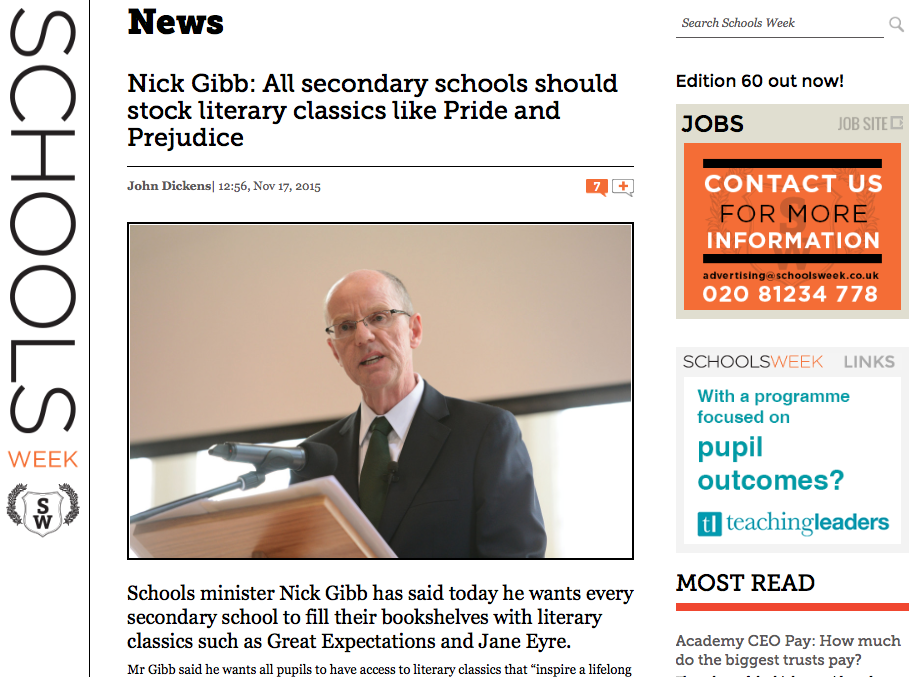 SCHOOLS
WEEK
SW
News
Nick Gibb: All secondary schools should
stock literary classics like Pride and
Prejudice
John Dickens| 12:56, Nov 17, 2015
7
Schools minister Nick Gibb has said today he wants every
secondary school to fill their bookshelves with literary
classics such as Great Expectations and Jane Eyre.
Mr Gibb said he wants all pupils to have access to literary classics that “inspire a lifelong
Search Schools Week
Edition 60 out now!
JOBS
JOB SITE
CONTACT US
FOR MORE
INFORMATION
advertising@schoolsweek.co.uk
020 81234 778
SCHOOLSWEEK LINKS
With a programme
focused on
pupil
outcomes?
tl teachingleaders
MOST READ
Academy CEO Pay: How much
do the biggest trusts pay?